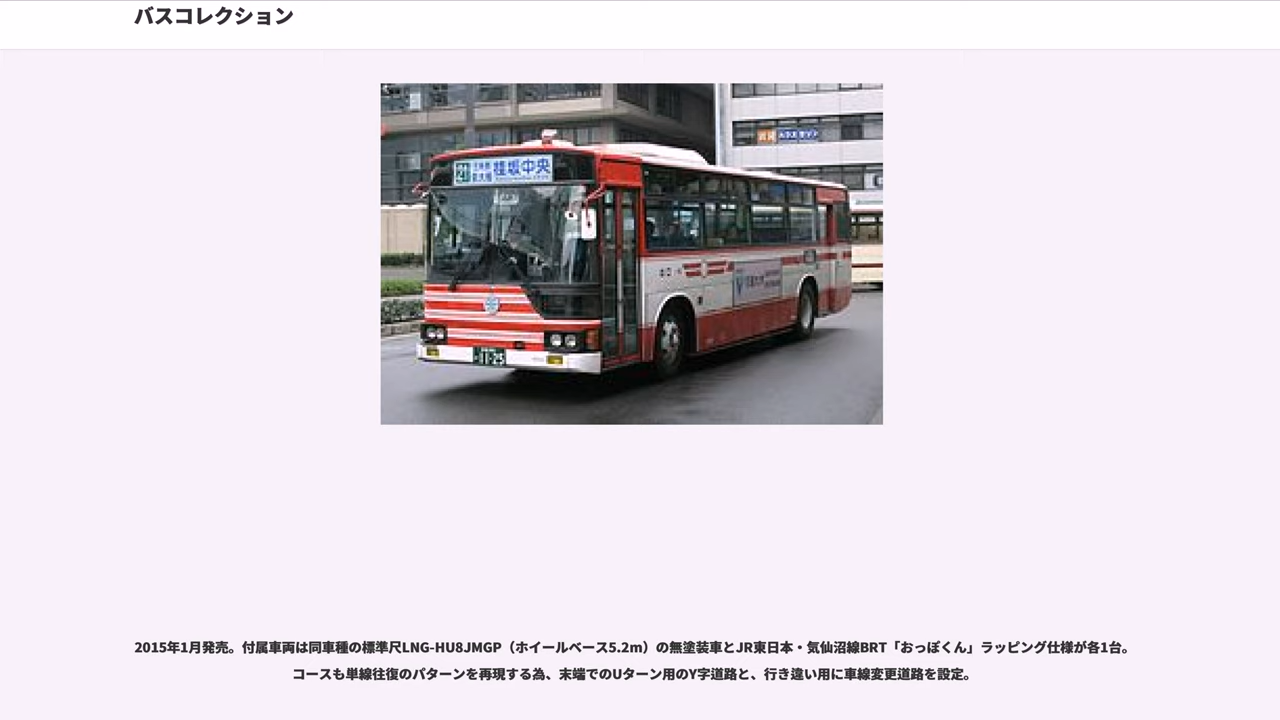 バスコレクション
21
桂坂中央
11-25
2015年1月発売。付属車両は同車種の標準尺LNG-HU8JMGP（ホイールベース5.2m）の無塗装車とJR東日本・気仙沼線BRT「おっぽくん」ラッピング仕様が各1台。
コースも単線往復のパターンを再現する為、末端でのUターン用のY字道路と、行き違い用に車線変更道路を設定。